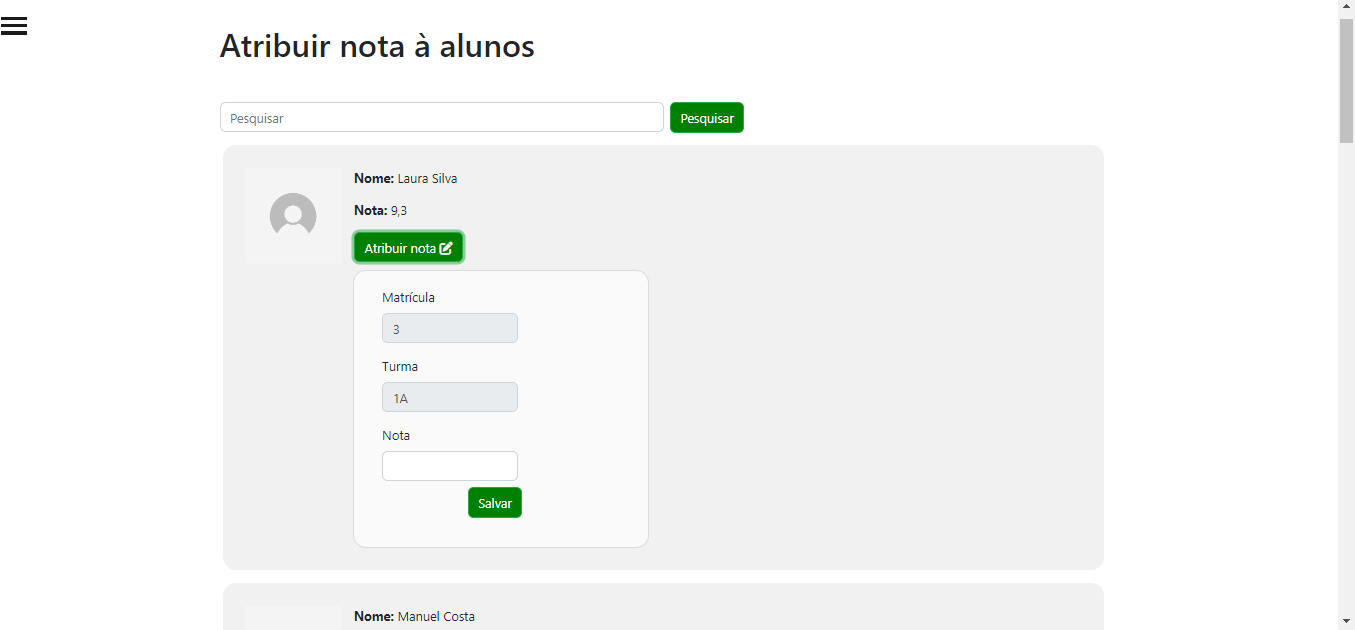 Atribuir nota à alunos
Pesquisar Pesquisar
Nome: Laura Silva
Nota: 9,3
Atribuir nota
Matrícula
3
Turma
1A
Nota
Salvar
Nome: Manuel Costa